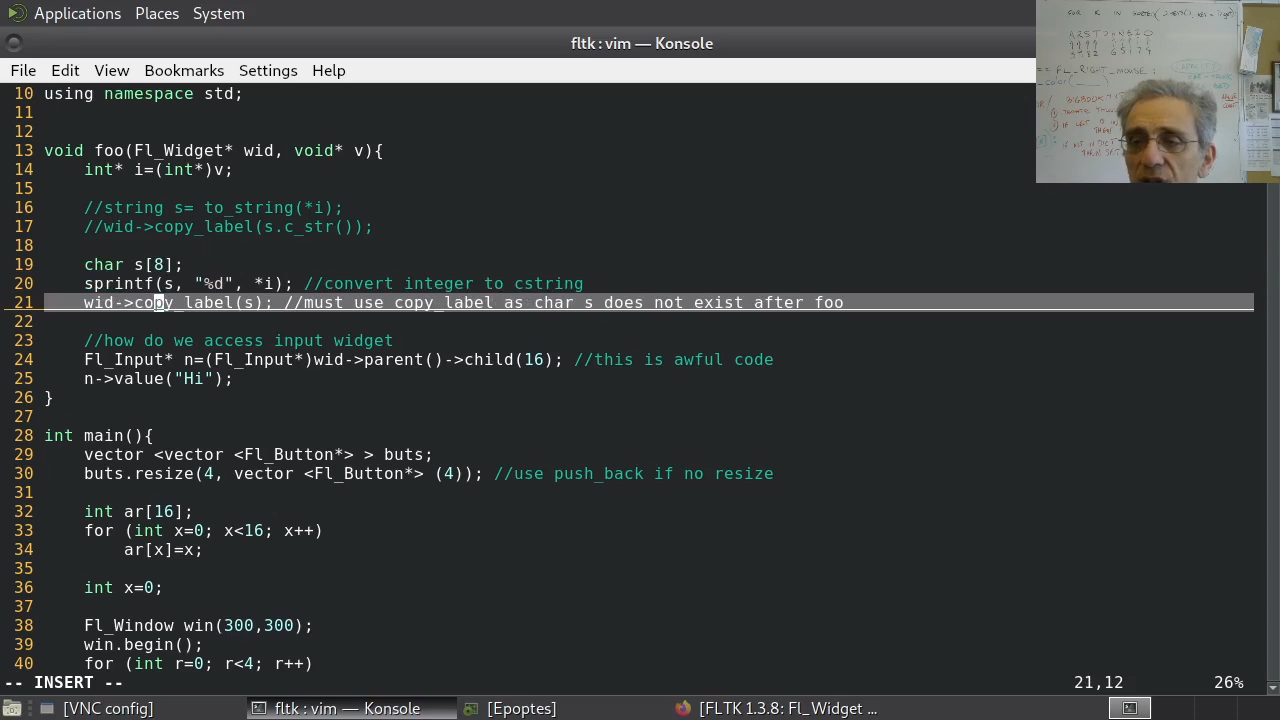 Applications Places System
fltk : vim — Konsole
File Edit View Bookmarks Settings Help
10 using namespace std;
11
12
13 void foo(Fl_Widget* wid, void* v){
14 int* i=(int*)v;
15
16 //string s= to_string(*i);
17 //wid->copy_label(s.c_str());
18
19 char s[8];
20 sprintf(s, "%d", *i); //convert integer to cstring
21 wid->copy_label(s); //must use copy_label as char s does not exist after foo
22
23 //how do we access input widget
24 Fl_Input* n=(Fl_Input*)wid->parent()->child(16); //this is awful code
25 n->value("Hi");
26 }
27
28 int main(){
29 vector <vector <Fl_Button*> > buts;
30 buts.resize(4, vector <Fl_Button*> (4)); //use push_back if no resize
31
32 int ar[16];
33 for (int x=0; x<16; x++)
34 ar[x]=x;
35
36 int x=0;
37
38 Fl_Window win(300,300);
39 win.begin();
40 for (int r=0; r<4; r++)
-- INSERT -- 21,12 26%
[VNC config] fltk : vim — Konsole [Epoptes] [FLTK 1.3.8: Fl_Widget ...
FOR K IN
== FL_RIGHT_MOUSE :